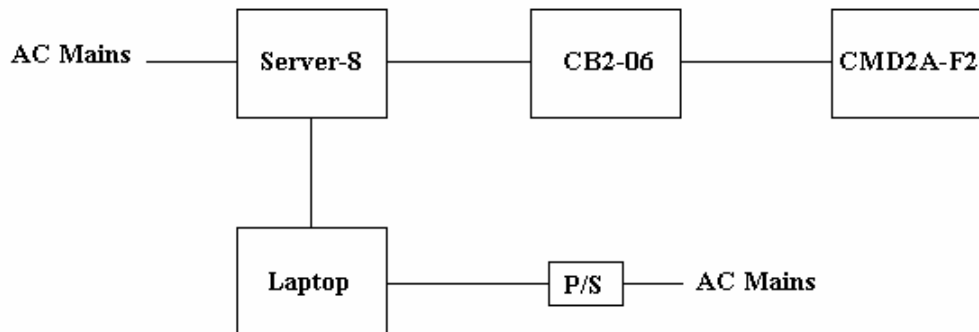 AC Mains
Server-8
CB2-06
CMD2A-F2
Laptop
P/S
AC Mains